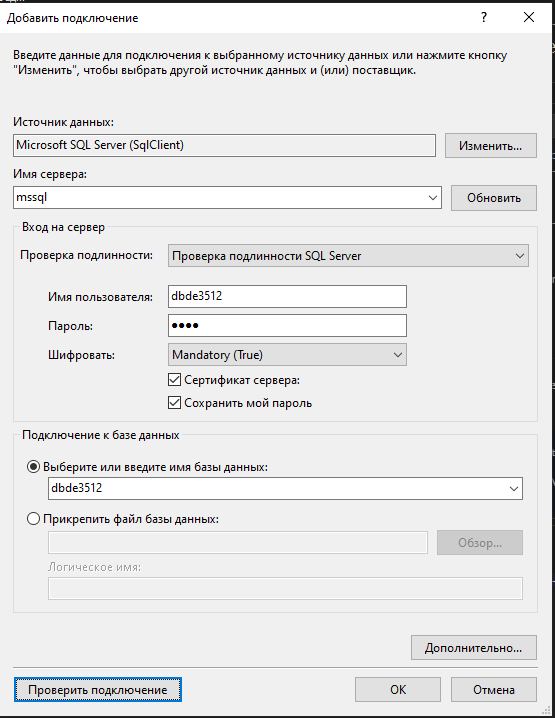 Добавить подключение
?
Введите данные для подключения к выбранному источнику данных или нажмите кнопку
"Изменить", чтобы выбрать другой источник данных и (или) поставщик.
Источник данных:
Microsoft SQL Server (SqlClient)
Изменить...
Имя сервера:
mssql
Обновить
Вход на сервер
Проверка подлинности:
Проверка подлинности SQL Server
Имя пользователя:
dbde3512
Пароль:
●●●●
Шифровать:
Mandatory (True)
Сертификат сервера:
Сохранить мой пароль
Подключение к базе данных
Выберите или введите имя базы данных:
dbde3512
Прикрепить файл базы данных:
Обзор...
Логическое имя:
Дополнительно...
Проверить подключение
ОК
Отмена